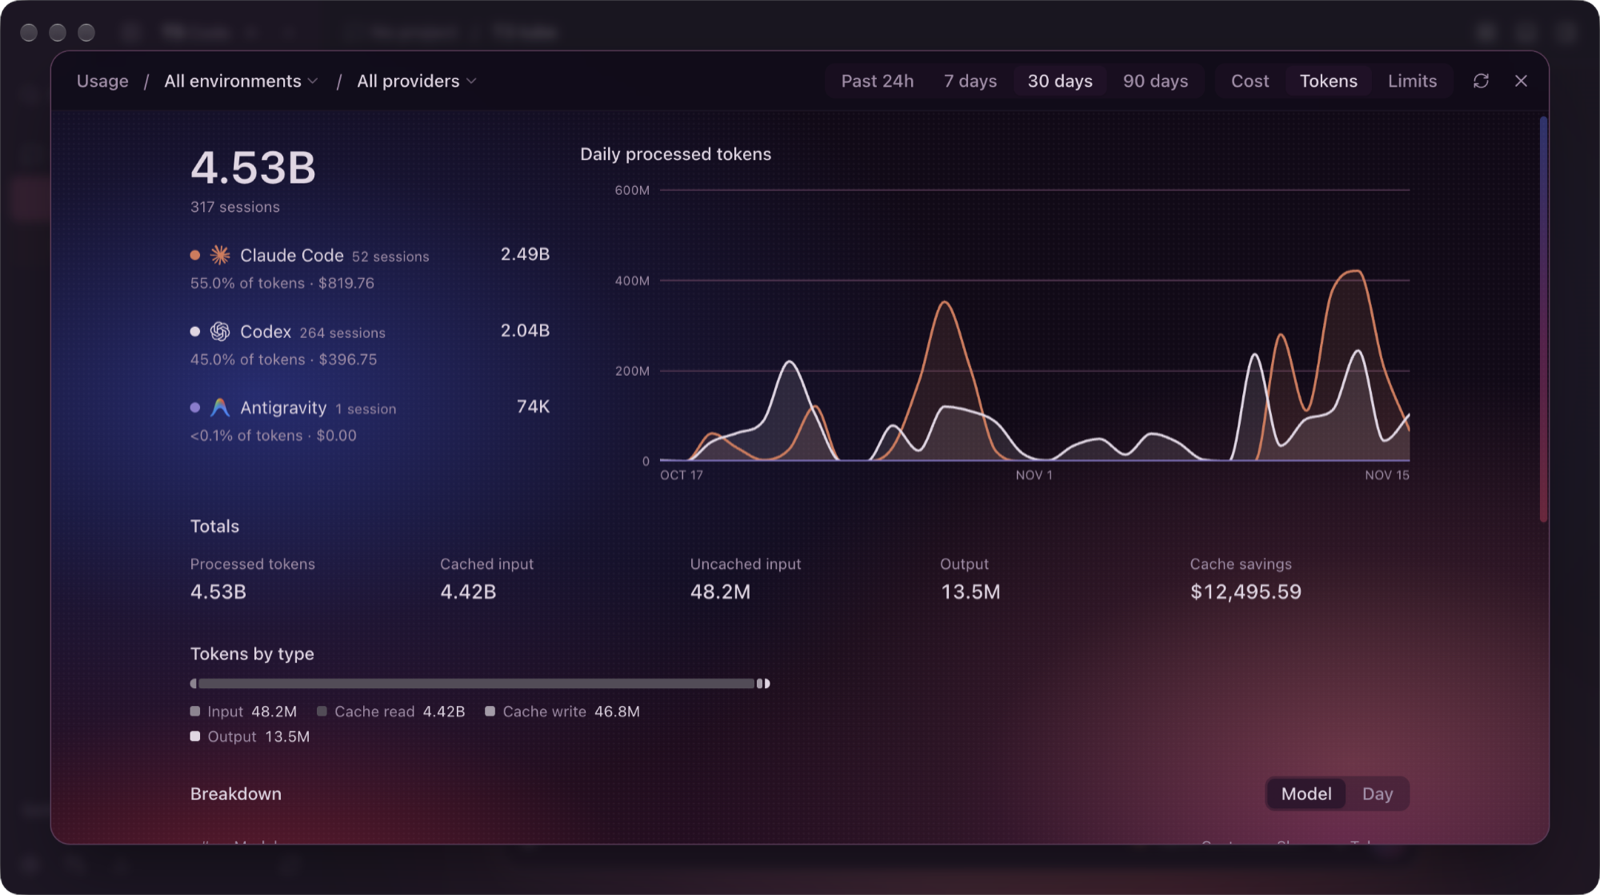 Usage / All environments / All providers
Past 24h 7 days 30 days 90 days Cost Tokens Limits
4.53B
317 sessions
Claude Code 52 sessions 2.49B
55.0% of tokens · $819.76
Codex 264 sessions 2.04B
45.0% of tokens · $396.75
Antigravity 1 session 74K
<0.1% of tokens · $0.00
Daily processed tokens
600M
400M
200M
0
OCT 17 NOV 1 NOV 15
Totals
Processed tokens Cached input Uncached input Output Cache savings
4.53B 4.42B 48.2M 13.5M $12,495.59
Tokens by type
Input 48.2M Cache read 4.42B Cache write 46.8M
Output 13.5M
Breakdown
Model Day